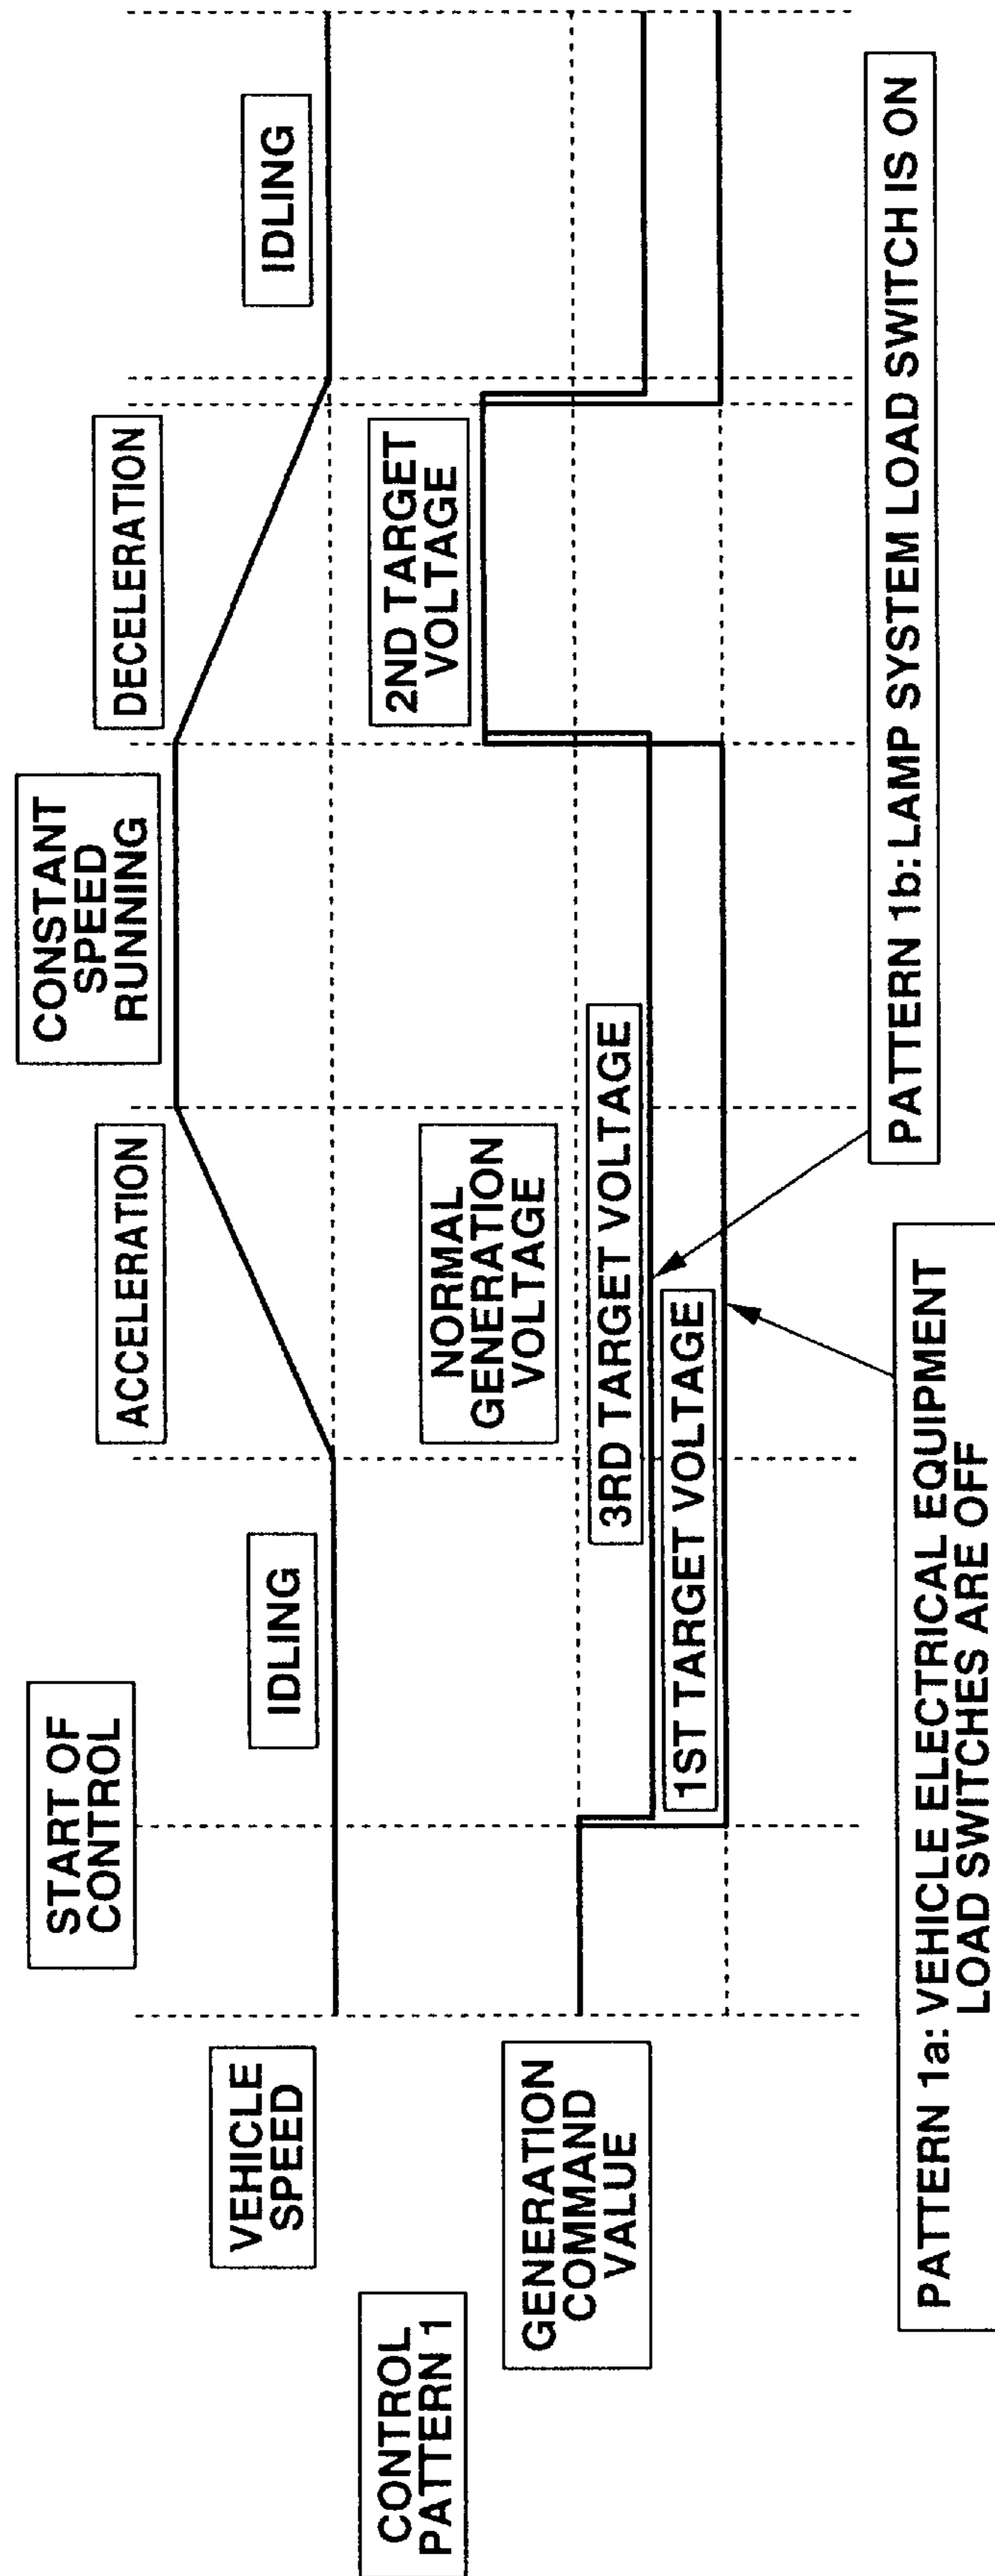 CONTROL
PATTERN 1
VEHICLE
SPEED
START OF
CONTROL
IDLING
ACCELERATION
CONSTANT
SPEED
RUNNING
DECELERATION
IDLING
GENERATION
COMMAND
VALUE
NORMAL
GENERATION
VOLTAGE
2ND TARGET
VOLTAGE
3RD TARGET VOLTAGE
1ST TARGET VOLTAGE
PATTERN 1b: LAMP SYSTEM LOAD SWITCH IS ON
PATTERN 1a: VEHICLE ELECTRICAL EQUIPMENT
LOAD SWITCHES ARE OFF